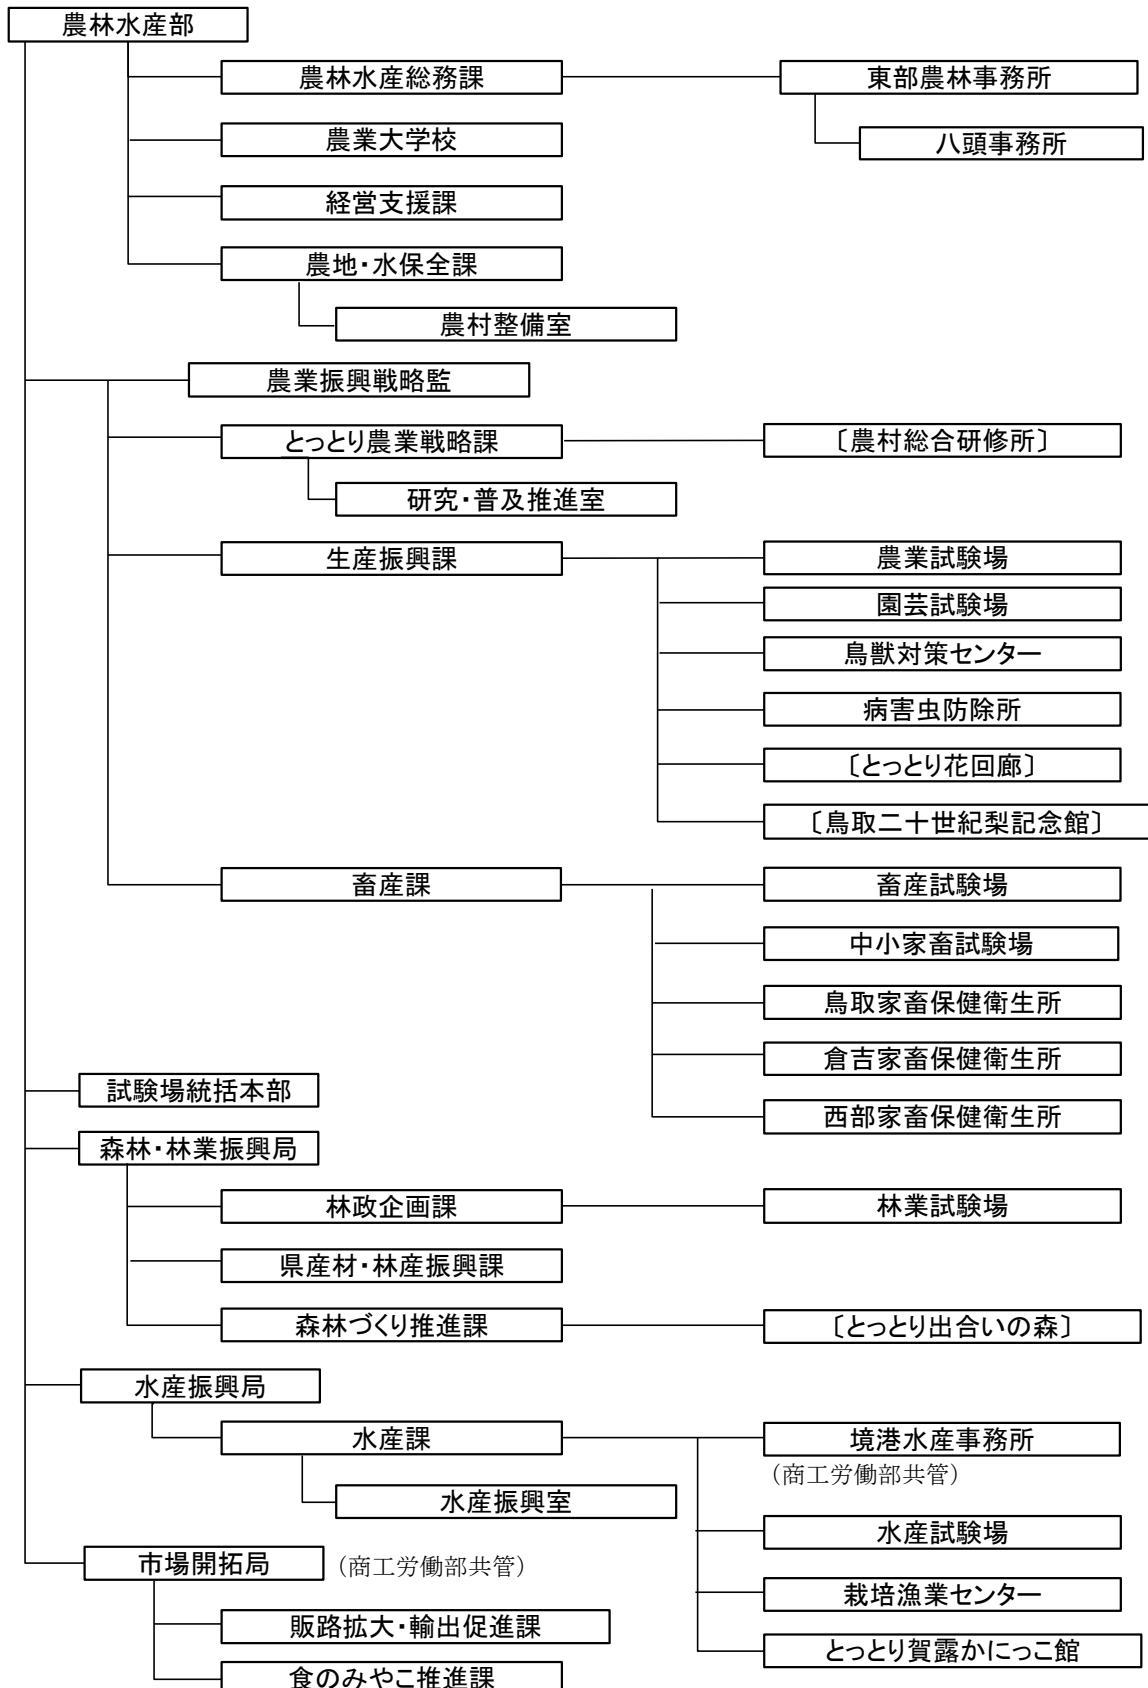 農林水産部
農林水産総務課
東部農林事務所
農業大学校
八頭事務所
経営支援課
農地・水保全課
農村整備室
農業振興戦略監
とっとり農業戦略課
〔農村総合研修所〕
研究・普及推進室
生産振興課
農業試験場
園芸試験場
鳥獣対策センター
病害虫防除所
〔とっとり花回廊〕
〔鳥取二十世紀梨記念館〕
畜産課
畜産試験場
中小家畜試験場
鳥取家畜保健衛生所
倉吉家畜保健衛生所
西部家畜保健衛生所
試験場統括本部
森林・林業振興局
林政企画課
林業試験場
県産材・林産振興課
森林づくり推進課
〔とっとり出合いの森〕
水産振興局
水産課
境港水産事務所
（商工労働部共管）
水産振興室
水産試験場
市場開拓局
（商工労働部共管）
栽培漁業センター
販路拡大・輸出促進課
とっとり賀露かにっこ館
食のみやこ推進課